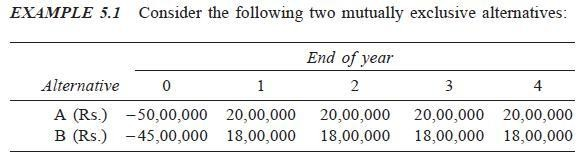 EXAMPLE 5.1 Consider the following two mutually exclusive alternatives:
End of year
Alternative 0 1 2 3 4
A (Rs.) −50,00,000 20,00,000 20,00,000 20,00,000 20,00,000
B (Rs.) −45,00,000 18,00,000 18,00,000 18,00,000 18,00,000